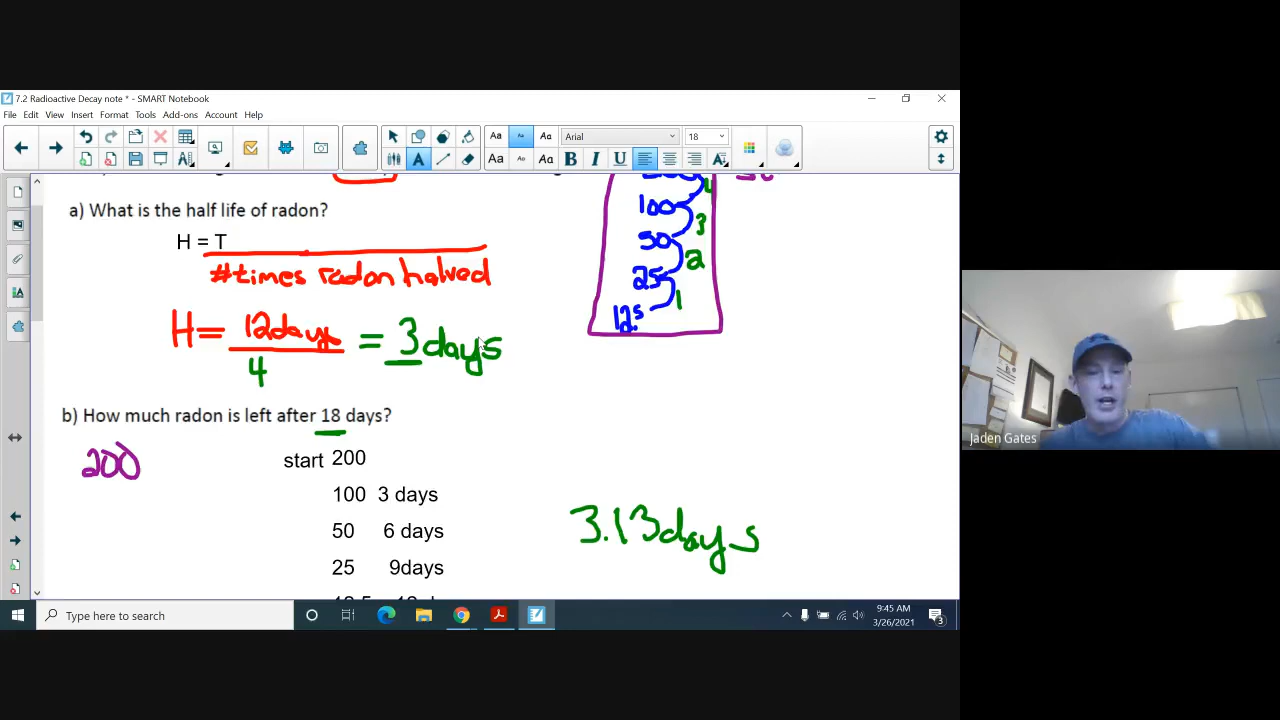 7.2 Radioactive Decay note * - SMART Notebook
File Edit View Insert Format Tools Add-ons Account Help
Arial 18
a) What is the half life of radon?
H = T
#times radon halved
H = 12days = 3 days
4
100
50
25
12.5
4
3
2
1
b) How much radon is left after 18 days?
200
start 200
100 3 days
50 6 days
25 9days
3.13days
Jaden Gates
Type here to search
9:45 AM
3/26/2021
3